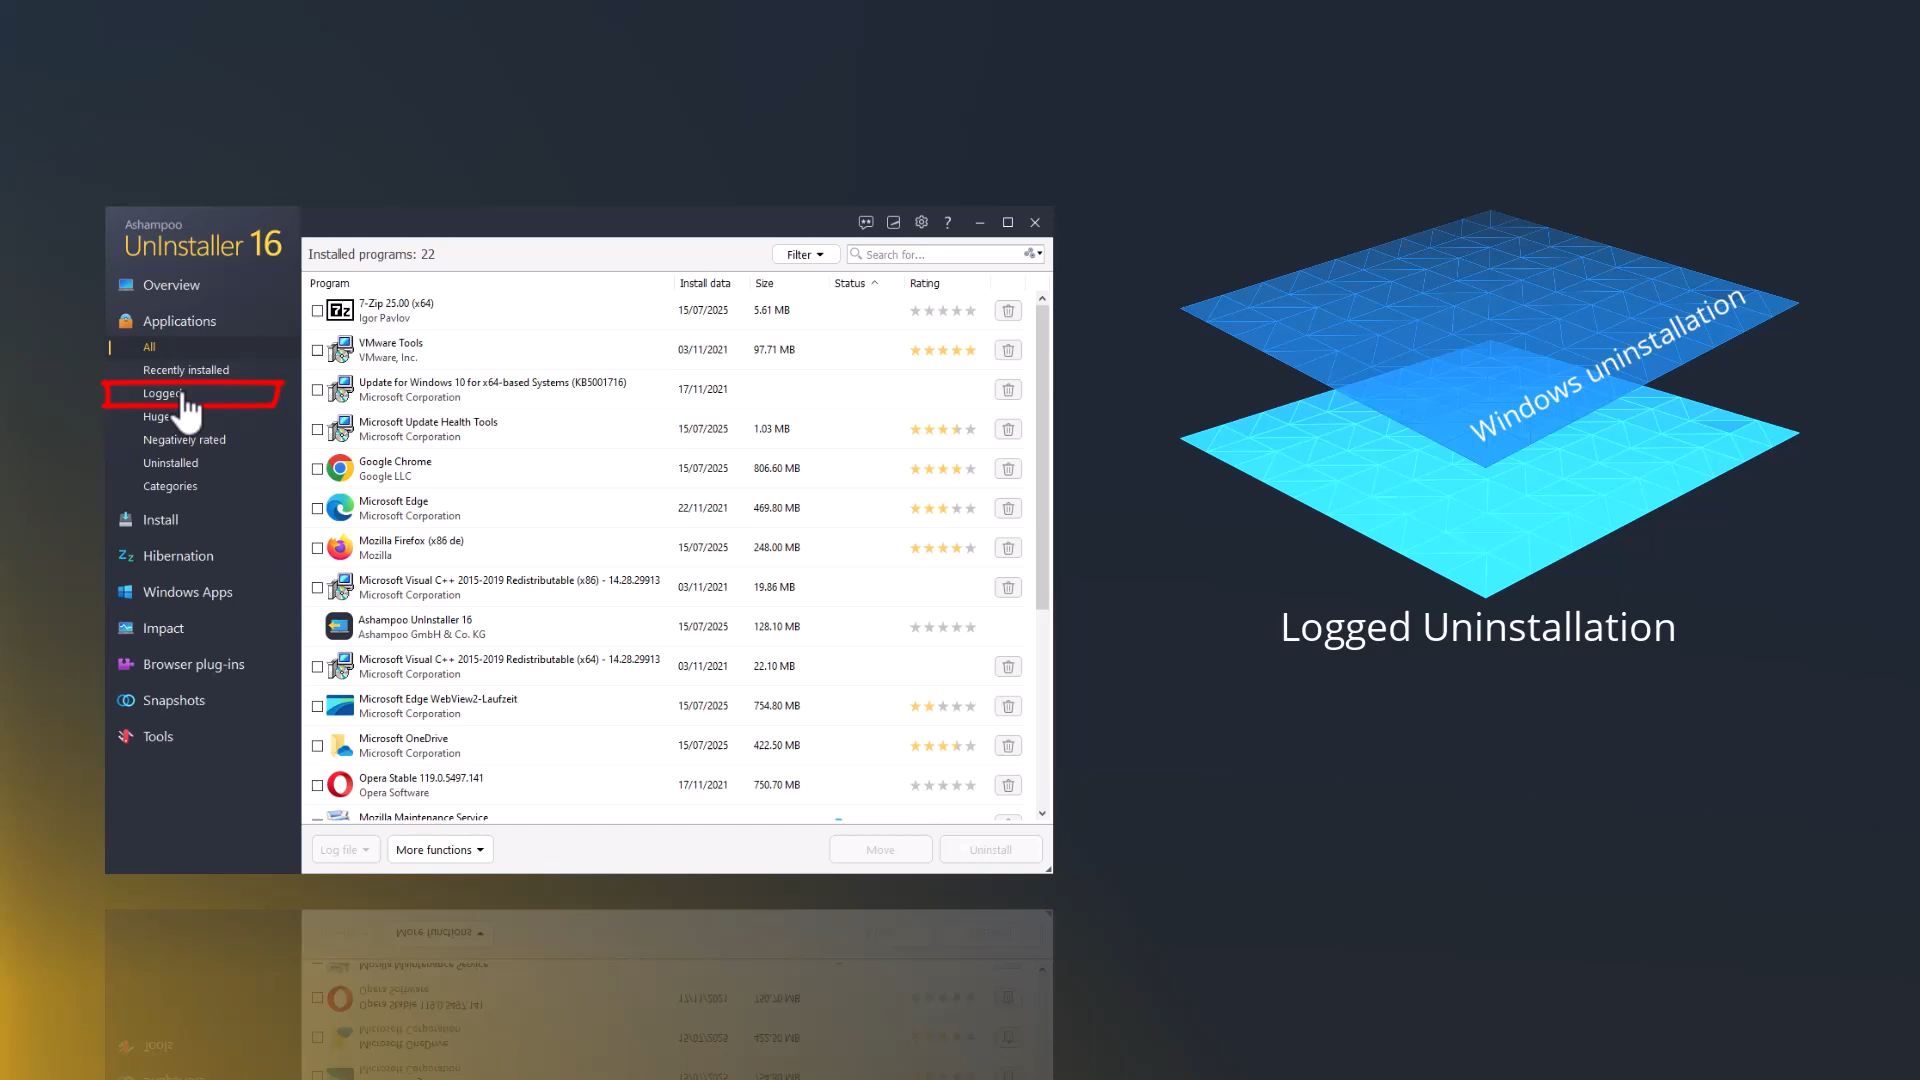 Ashampoo
UnInstaller 16
Overview
Applications
All
Recently installed
Logged
Huge
Negatively rated
Uninstalled
Categories
Install
Zz Hibernation
Windows Apps
Impact
Browser plug-ins
Snapshots
Tools
?
Installed programs: 22
Filter
Search for...
Program Install data Size Status Rating
7-Zip 25.00 (x64) 15/07/2025 5.61 MB
Igor Pavlov
VMware Tools 03/11/2021 97.71 MB
VMware, Inc.
Update for Windows 10 for x64-based Systems (KB5001716) 17/11/2021
Microsoft Corporation
Microsoft Update Health Tools 15/07/2025 1.03 MB
Microsoft Corporation
Google Chrome 15/07/2025 806.60 MB
Google LLC
Microsoft Edge 22/11/2021 469.80 MB
Microsoft Corporation
Mozilla Firefox (x86 de) 15/07/2025 248.00 MB
Mozilla
Microsoft Visual C++ 2015-2019 Redistributable (x86) - 14.28.29913 03/11/2021 19.86 MB
Microsoft Corporation
Ashampoo UnInstaller 16 15/07/2025 128.10 MB
Ashampoo GmbH & Co. KG
Microsoft Visual C++ 2015-2019 Redistributable (x64) - 14.28.29913 03/11/2021 22.10 MB
Microsoft Corporation
Microsoft Edge WebView2-Laufzeit 15/07/2025 754.80 MB
Microsoft Corporation
Microsoft OneDrive 15/07/2025 422.50 MB
Microsoft Corporation
Opera Stable 119.0.5497.141 17/11/2021 750.70 MB
Opera Software
Mozilla Maintenance Service
Log file
More functions
Move
Uninstall
Windows uninstallation
Logged Uninstallation